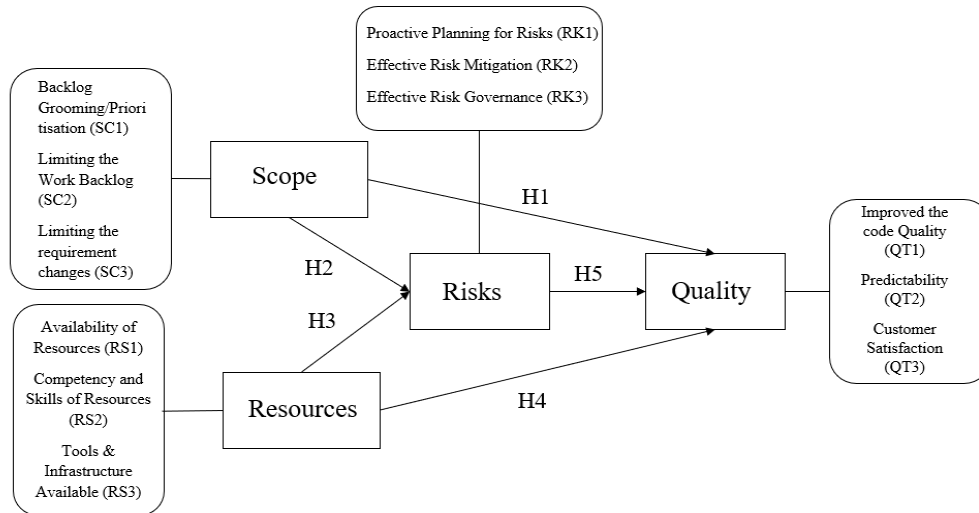 Proactive Planning for Risks (RK1)
Effective Risk Mitigation (RK2)
Effective Risk Governance (RK3)
Backlog
Grooming/Priori
tisation (SC1)
Limiting the
Work Backlog
(SC2)
Limiting the
requirement
changes (SC3)
Scope
H1
H2
Risks
H5
Quality
Improved the
code Quality
(QT1)
Predictability
(QT2)
Customer
Satisfaction
(QT3)
H3
Availability of
Resources (RS1)
Competency and
Skills of Resources
(RS2)
Tools &
Infrastructure
Available (RS3)
Resources
H4